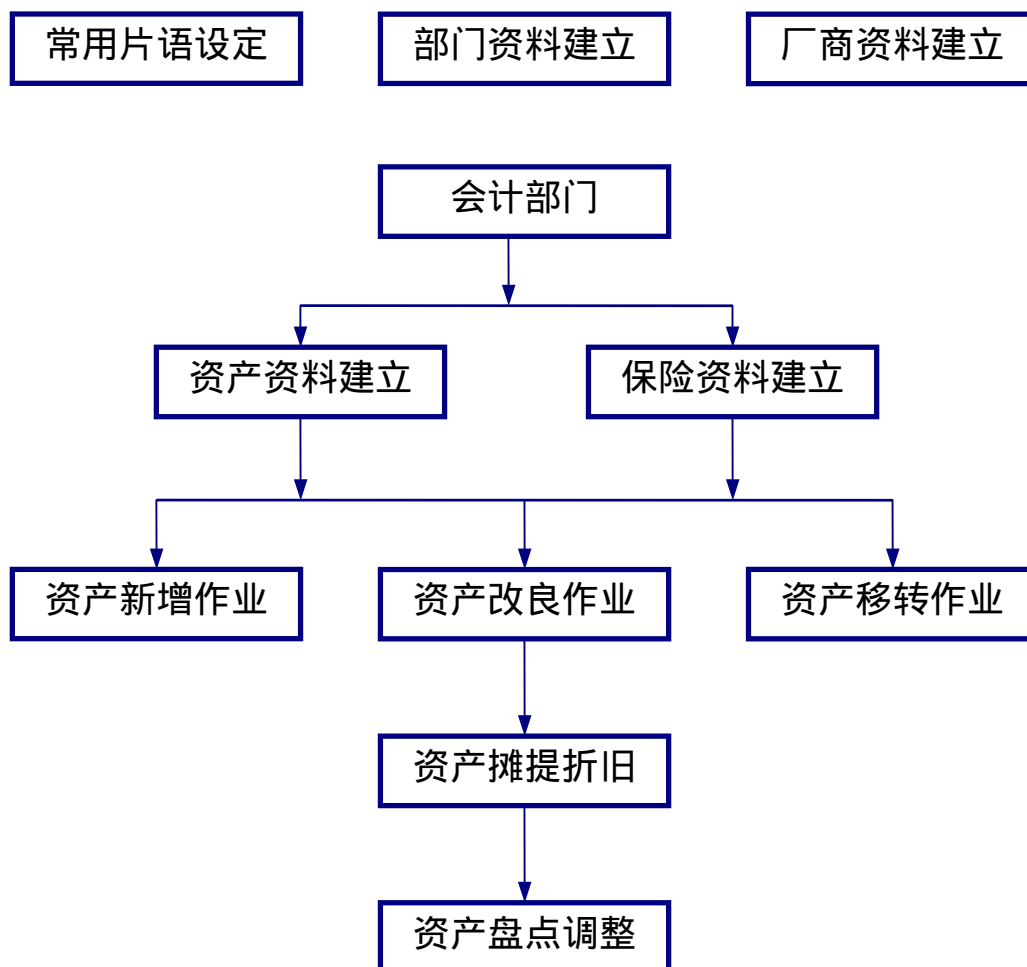 常用片语设定
部门资料建立
厂商资料建立
会计部门
资产资料建立
保险资料建立
资产新增作业
资产改良作业
资产移转作业
资产摊提折旧
资产盘点调整